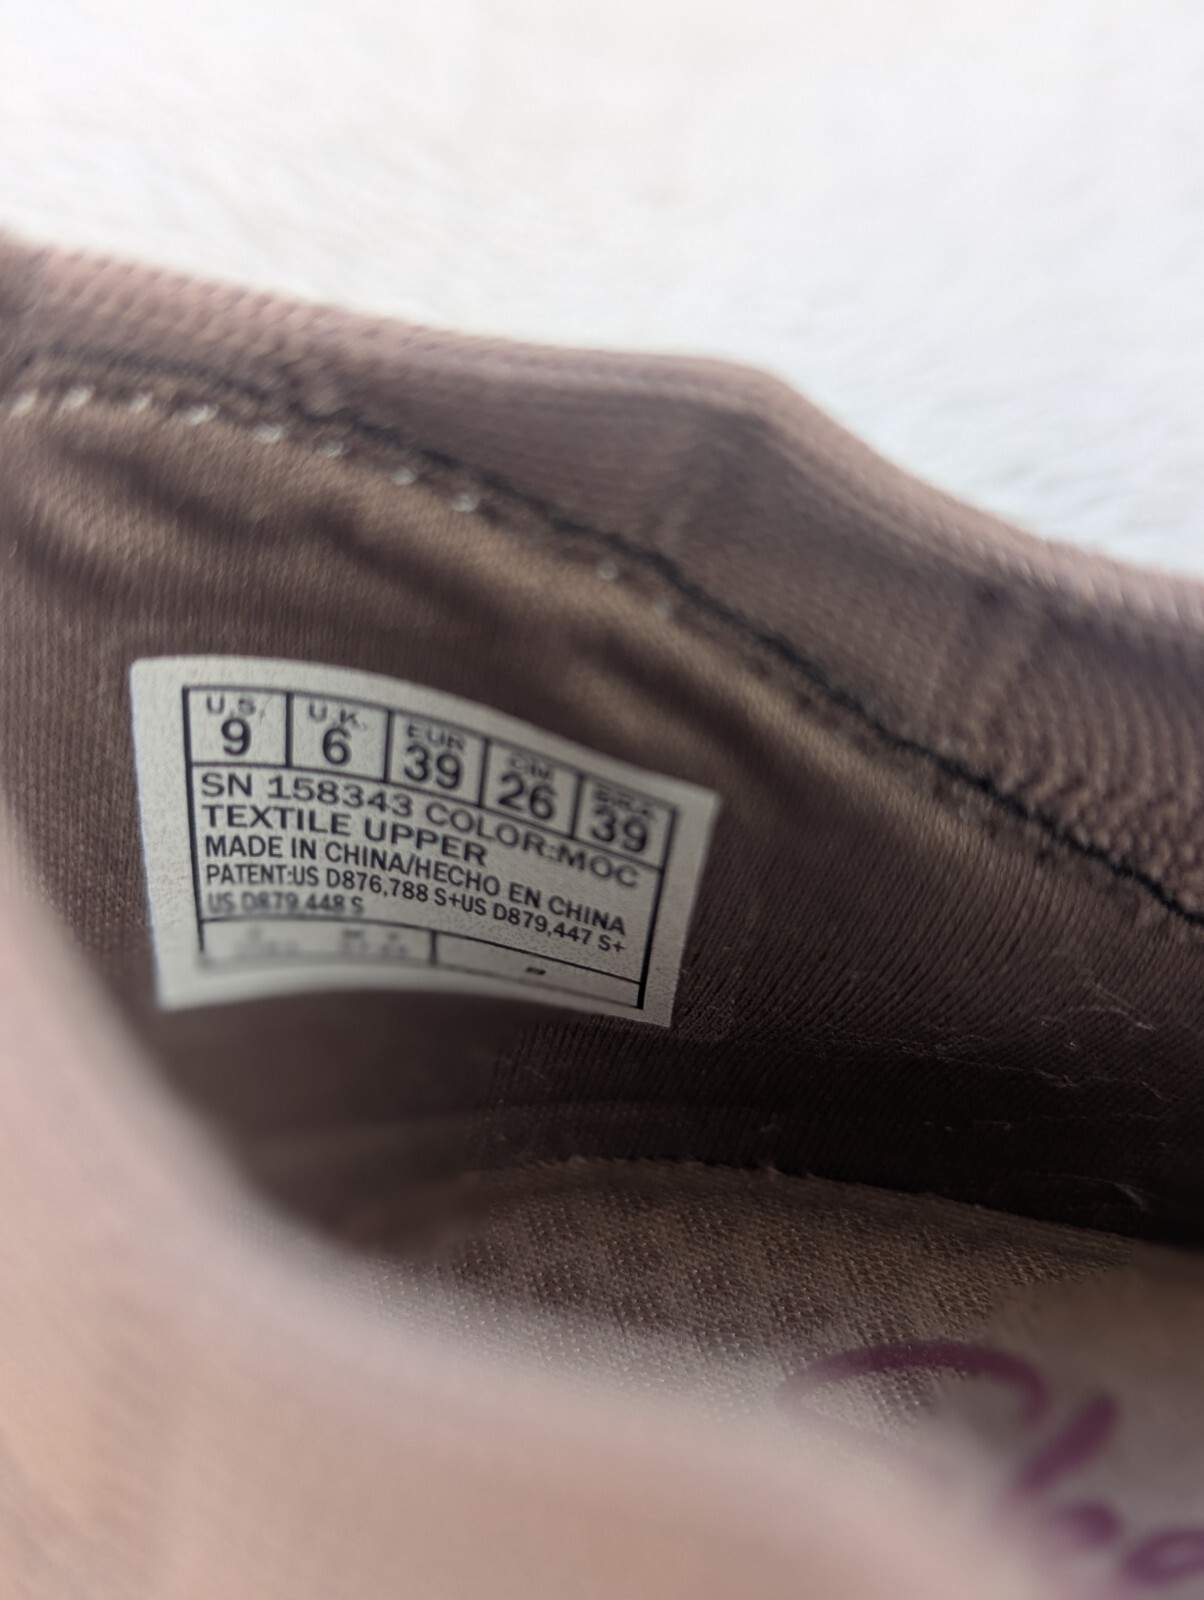 U.S. U.K. EUR CM BRA
9 6 39 26 39
SN 158343 COLOR:MOC
TEXTILE UPPER
MADE IN CHINA/HECHO EN CHINA
PATENT:US D876,788 S+US D879,447 S+
US D879,448 S